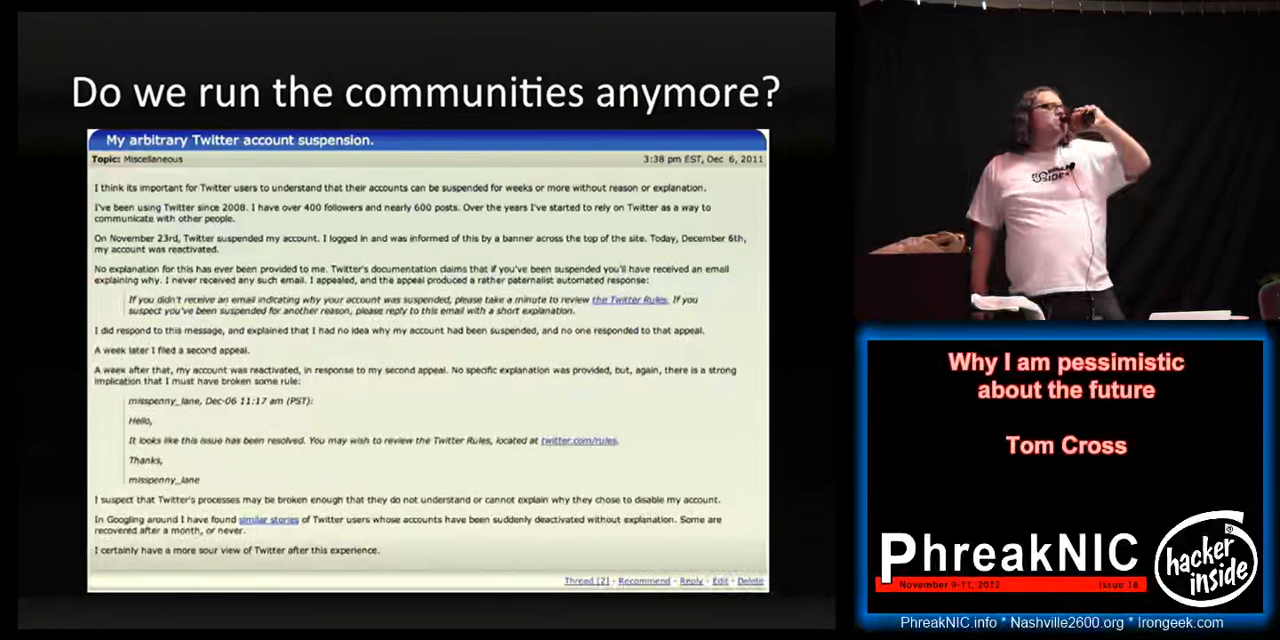 Do we run the communities anymore?
My arbitrary Twitter account suspension.
Topic: Miscellaneous
3:38 pm EST, Dec 6, 2011
I think its important for Twitter users to understand that their accounts can be suspended for weeks or more without reason or explanation.
I've been using Twitter since 2008. I have over 400 followers and nearly 600 posts. Over the years I've started to rely on Twitter as a way to
communicate with other people.
On November 23rd, Twitter suspended my account. I logged in and was informed of this by a banner across the top of the site. Today, December 6th,
my account was reactivated.
No explanation for this has ever been provided to me. Twitter's documentation claims that if you've been suspended you'll have received an email
explaining why. I never received any such email. I appealed, and the appeal produced a rather paternalist automated response:
If you didn't receive an email indicating why your account was suspended, please take a minute to review the Twitter Rules. If you
suspect you've been suspended for another reason, please reply to this email with a short explanation.
I did respond to this message, and explained that I had no idea why my account had been suspended, and no one responded to that appeal.
A week later I filed a second appeal.
A week after that, my account was reactivated, in response to my second appeal. No specific explanation was provided, but, again, there is a strong
implication that I must have broken some rule:
misspenny_lane, Dec-06 11:17 am (PST):
Hello,
It looks like this issue has been resolved. You may wish to review the Twitter Rules, located at twitter.com/rules.
Thanks,
misspenny_lane
I suspect that Twitter's processes may be broken enough that they do not understand or cannot explain why they chose to disable my account.
In Googling around I have found similar stories of Twitter users whose accounts have been suddenly deactivated without explanation. Some are
recovered after a month, or never.
I certainly have a more sour view of Twitter after this experience.
Thread [2] - Recommend - Reply - Edit - Delete
Why I am pessimistic
about the future
Tom Cross
PhreakNIC
November 9-11, 2012
Issue 16
hacker
inside
PhreakNIC.info * Nashville2600.org * Irongeek.com